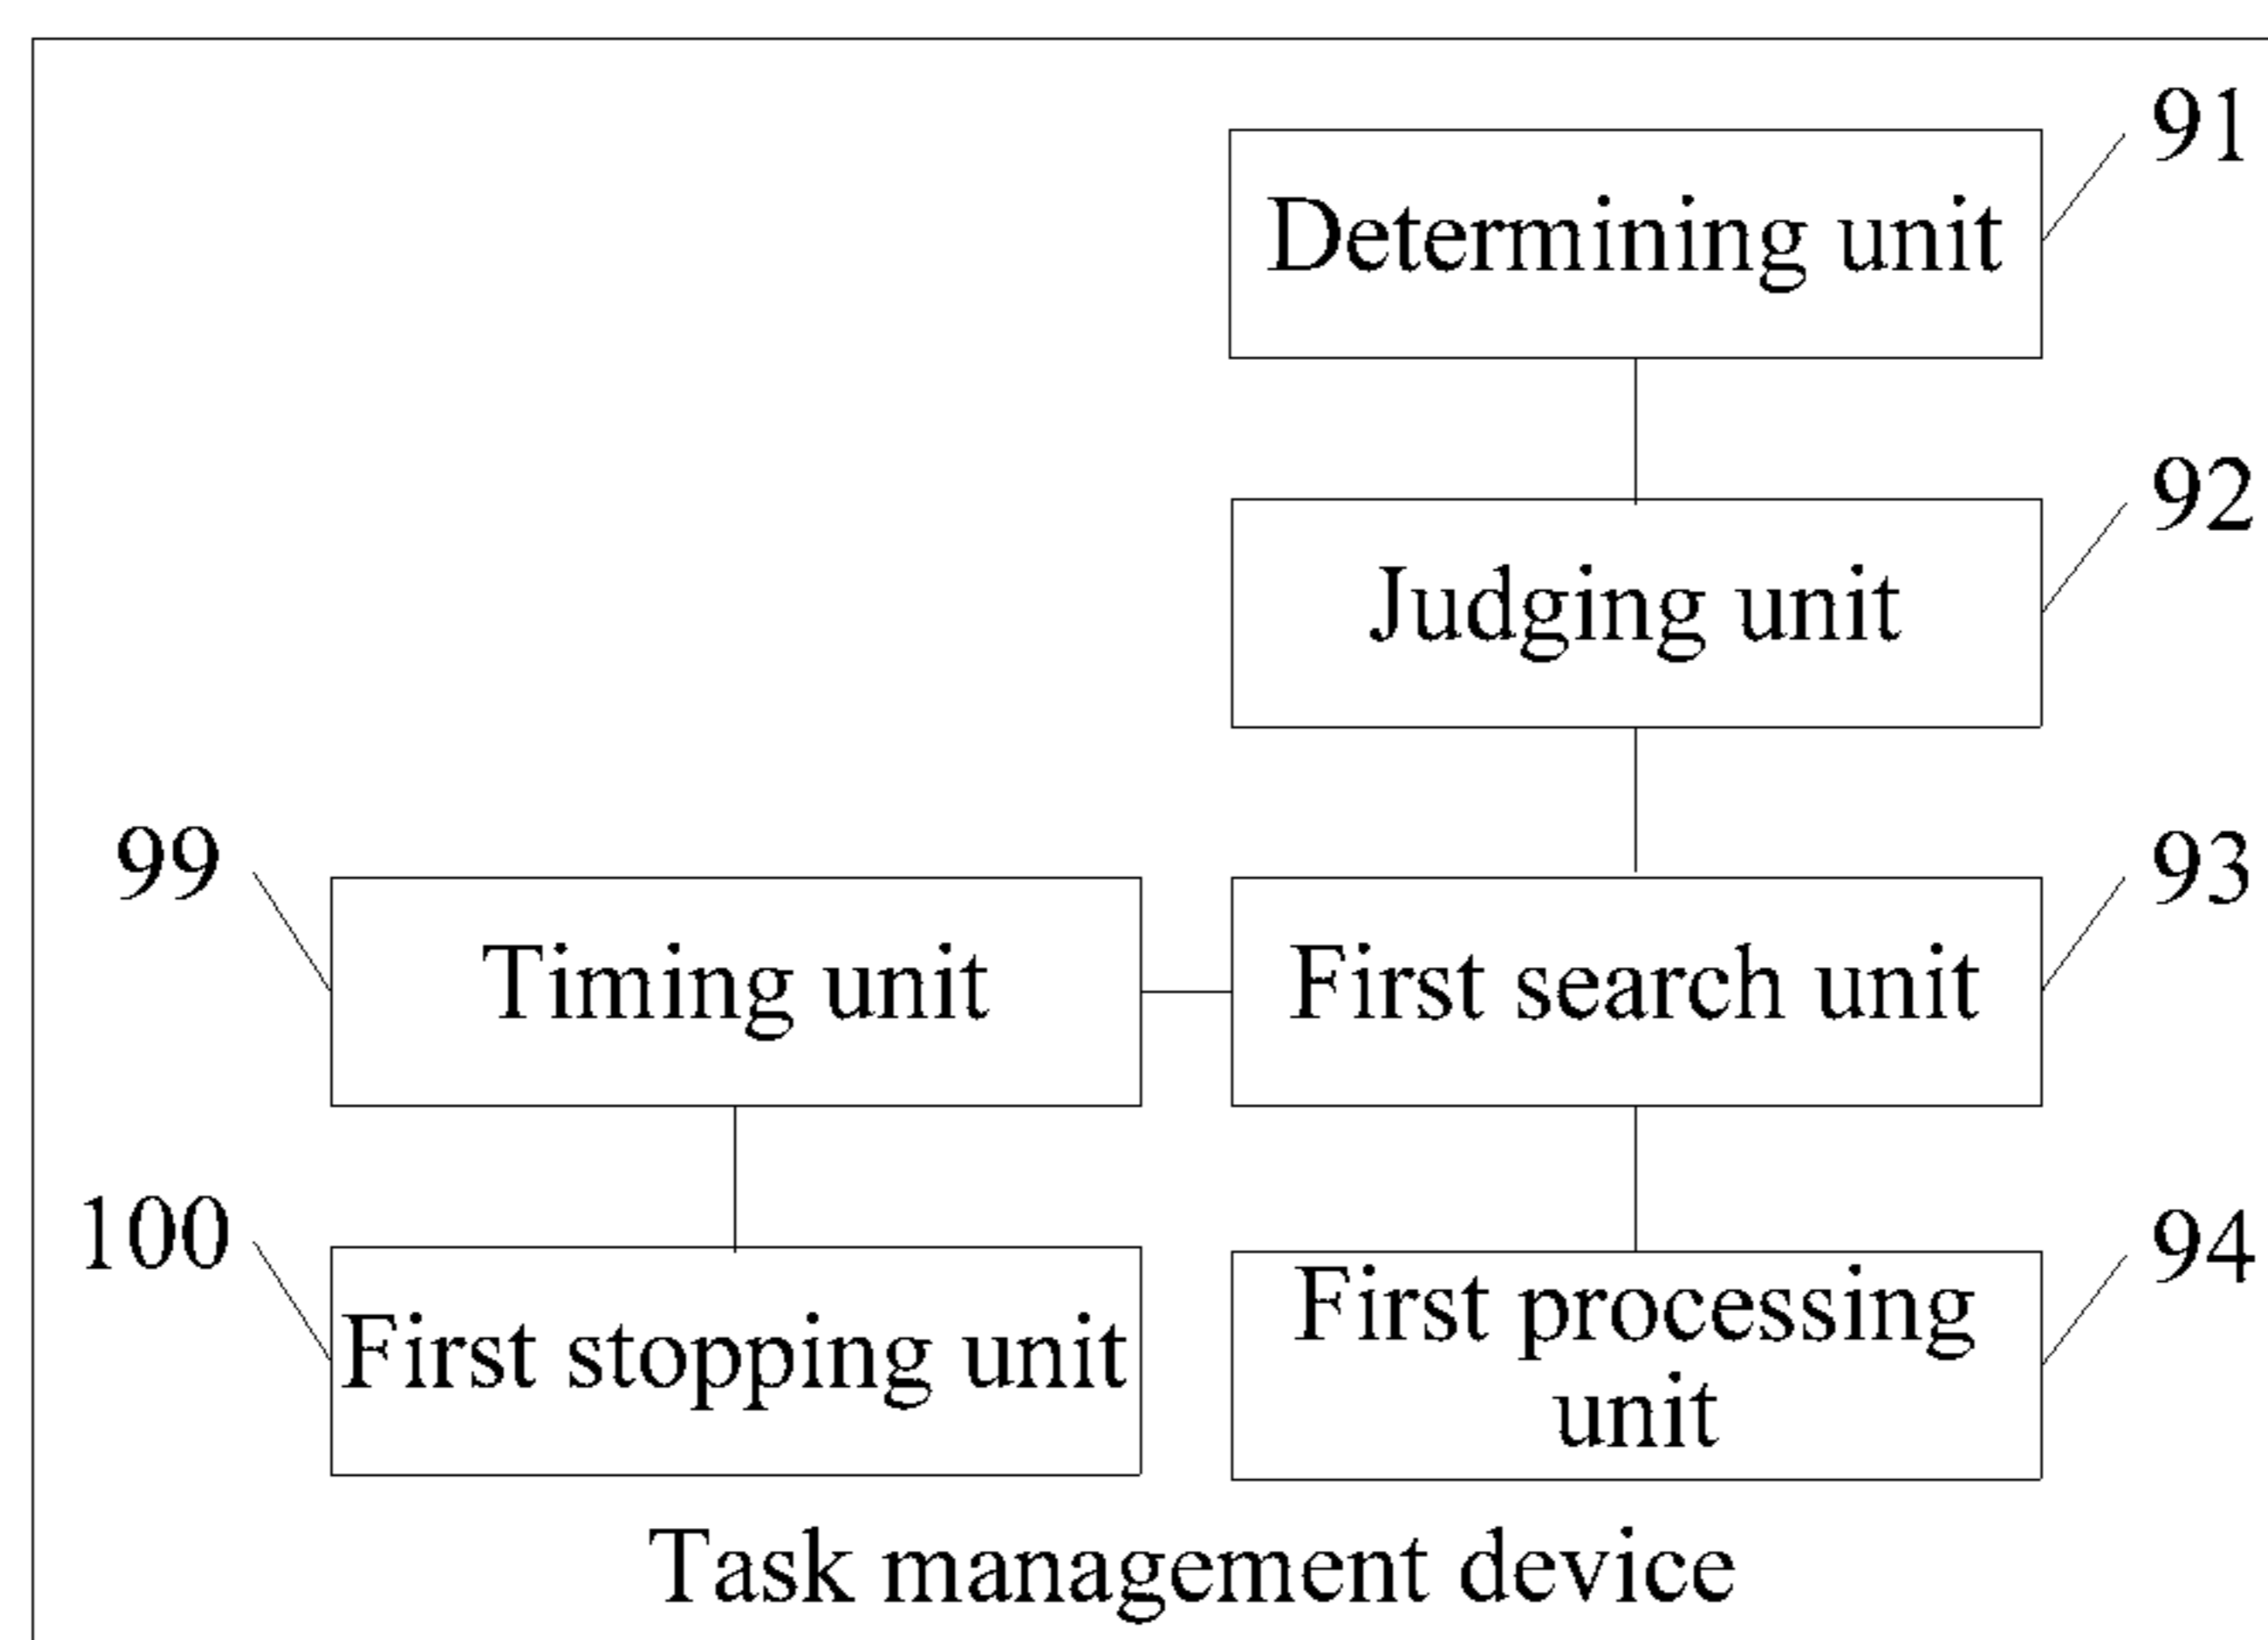 91
Determining unit
92
Judging unit
99
93
Timing unit
First search unit
100
94
First stopping unit
First processing
unit
Task management device